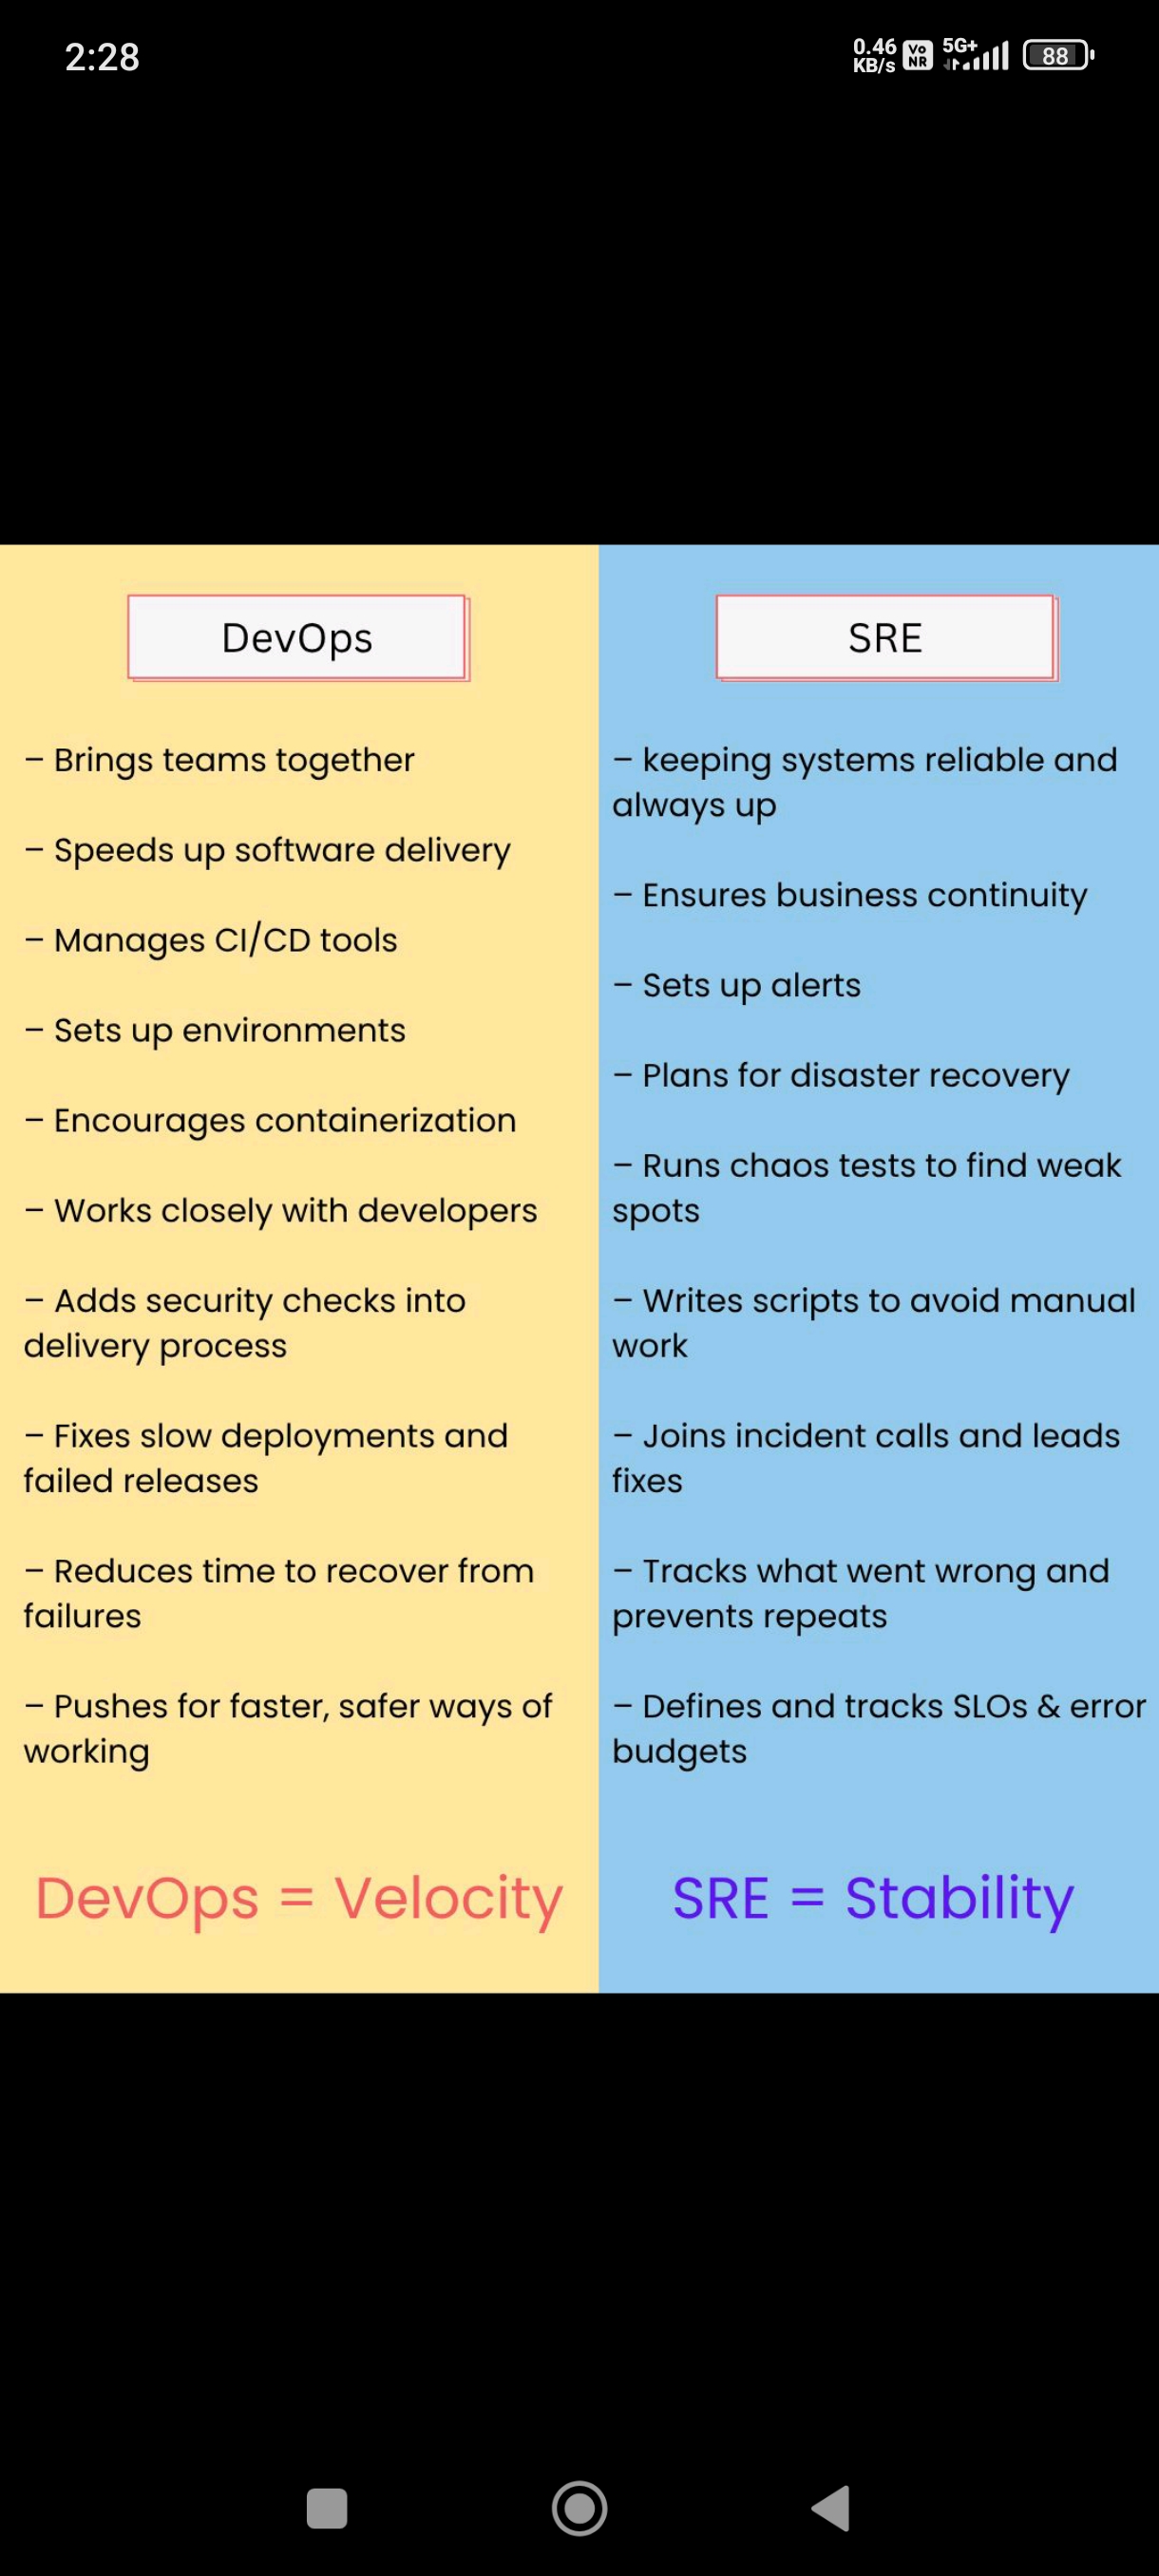 2:28
0.46
KB/s
Vo
NR
5G+
88
DevOps
– Brings teams together
– Speeds up software delivery
– Manages CI/CD tools
– Sets up environments
– Encourages containerization
– Works closely with developers
– Adds security checks into
delivery process
– Fixes slow deployments and
failed releases
– Reduces time to recover from
failures
– Pushes for faster, safer ways of
working
DevOps = Velocity
SRE
– keeping systems reliable and
always up
– Ensures business continuity
– Sets up alerts
– Plans for disaster recovery
– Runs chaos tests to find weak
spots
– Writes scripts to avoid manual
work
– Joins incident calls and leads
fixes
– Tracks what went wrong and
prevents repeats
– Defines and tracks SLOs & error
budgets
SRE = Stability